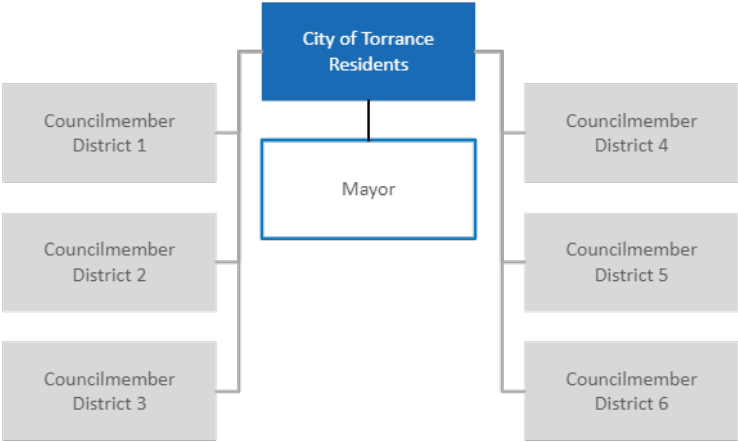 City of Torrance
Residents
Councilmember
District 1
Councilmember
District 4
Mayor
Councilmember
District 2
Councilmember
District 5
Councilmember
District 3
Councilmember
District 6